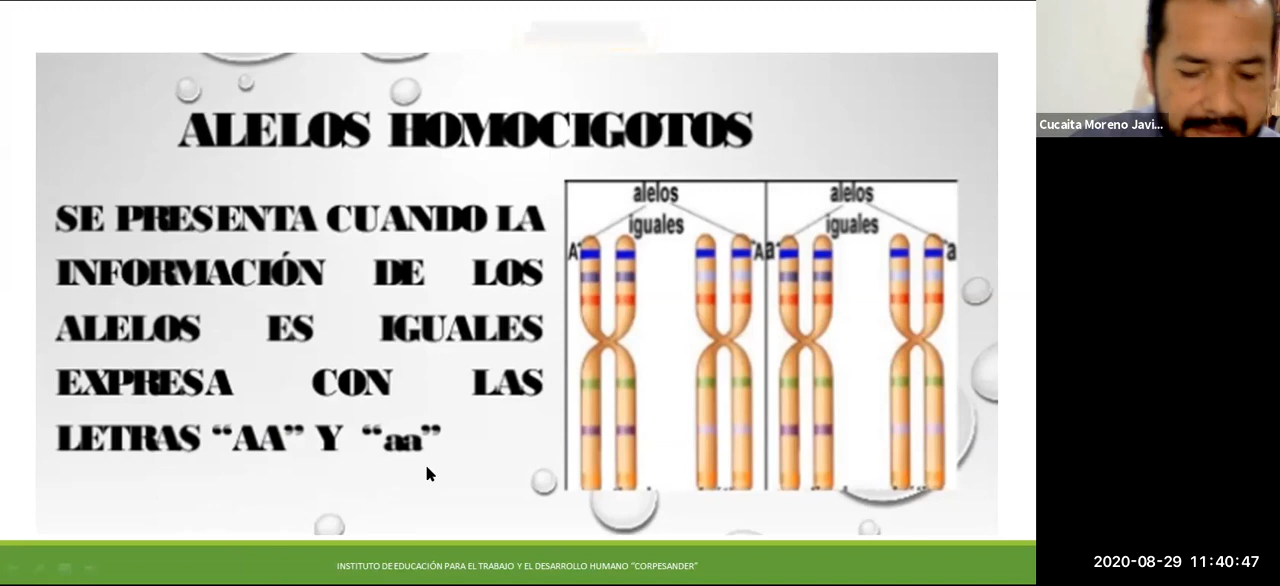 ALELOS HOMOCIGOTOS
SE PRESENTA CUANDO LA
INFORMACIÓN DE LOS
ALELOS ES IGUALES
EXPRESA CON LAS
LETRAS “AA” Y “aa”
alelos
iguales
A
A
alelos
iguales
a
a
INSTITUTO DE EDUCACIÓN PARA EL TRABAJO Y EL DESARROLLO HUMANO “CORPESANDER”
Cucaita Moreno Javi...
2020-08-29 11:40:47